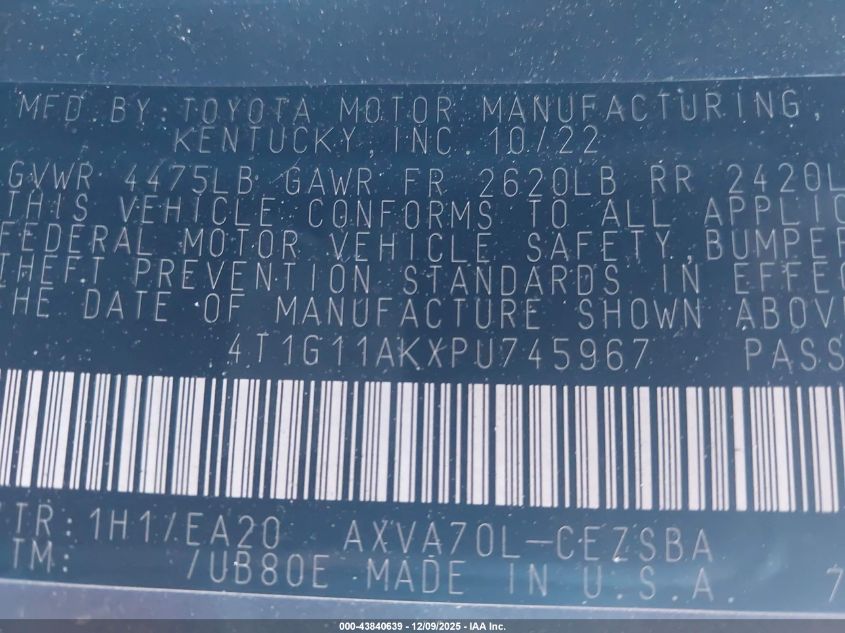 MFD. BY: TOYOTA MOTOR MANUFACTURING,
KENTUCKY, INC. 10/22
GVWR 4475LB GAWR FR 2620LB RR 2420L
THIS VEHICLE CONFORMS TO ALL APPLIC
FEDERAL MOTOR VEHICLE SAFETY, BUMPER
THEFT PREVENTION STANDARDS IN EFFEC
HE DATE OF MANUFACTURE SHOWN ABOVE
4T1G11AKXPU745967 PASS
TR: 1H1/EA20 AXVA70L-CEZSBA
TM: /UB80E MADE IN U.S.A. 7
000-43840639 - 12/09/2025 - IAA Inc.